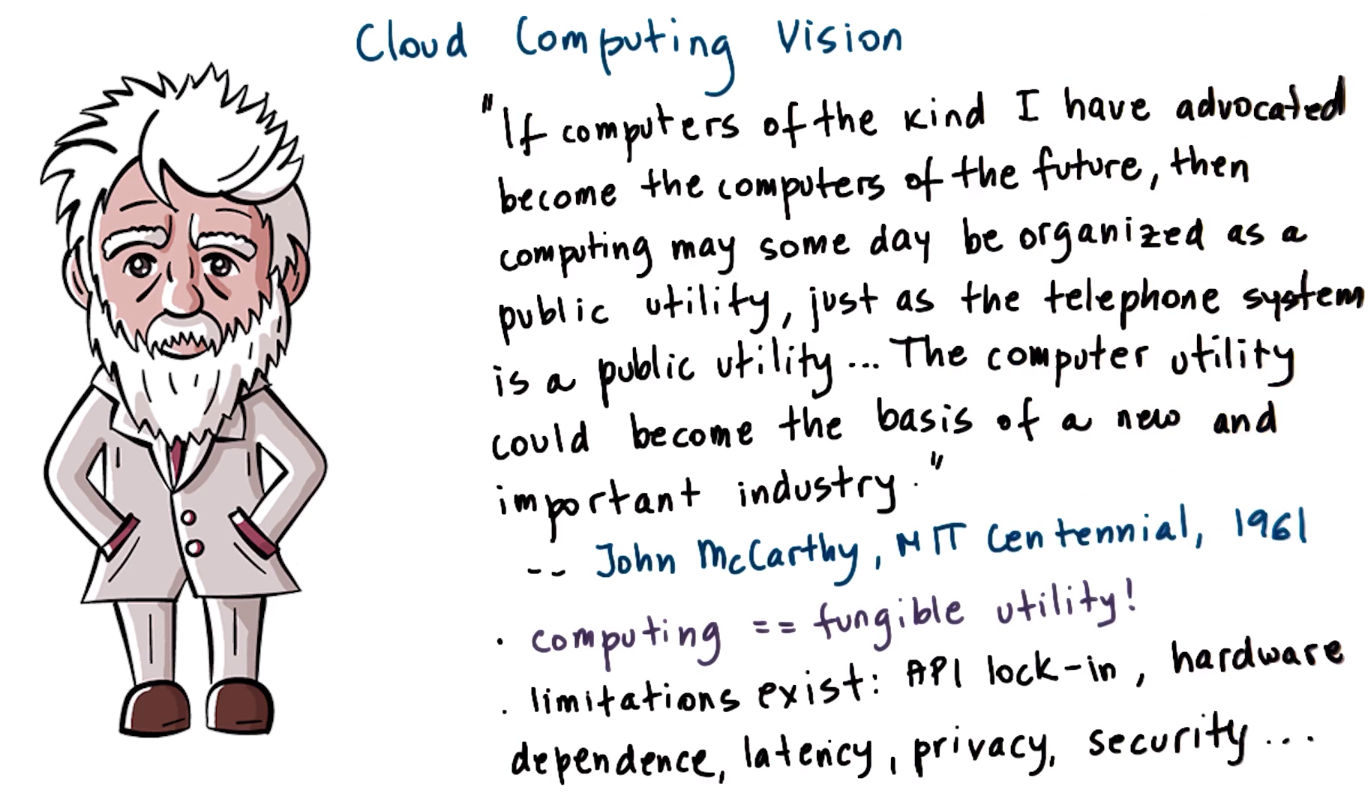 Cloud Computing Vision
"If computers of the kind I have advocated
become the computers of the future, then
computing may some day be organized as a
public utility, just as the telephone system
is a public utility... The computer utility
could become the basis of a new and
important industry."
-- John McCarthy, MIT Centennial, 1961
· computing == fungible utility!
· limitations exist: API lock-in, hardware
dependence, latency, privacy, security...